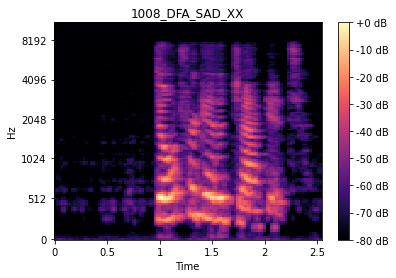 1008_DFA_SAD_XX
8192
4096
2048
1024
512
0
Hz
0
0.5
1
1.5
2
2.5
Time
+0 dB
-10 dB
-20 dB
-30 dB
-40 dB
-50 dB
-60 dB
-70 dB
-80 dB